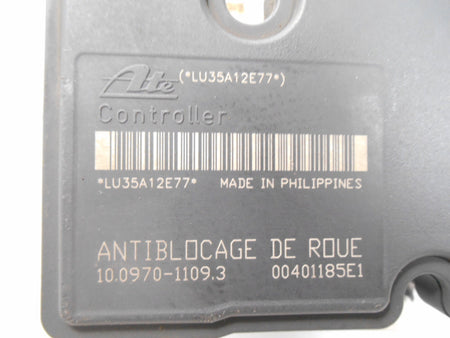 Ate (*LU35A12E77*)
Controller
*LU35A12E77* MADE IN PHILIPPINES
ANTIBLOCAGE DE ROUE
10.0970-1109.3 00401185E1